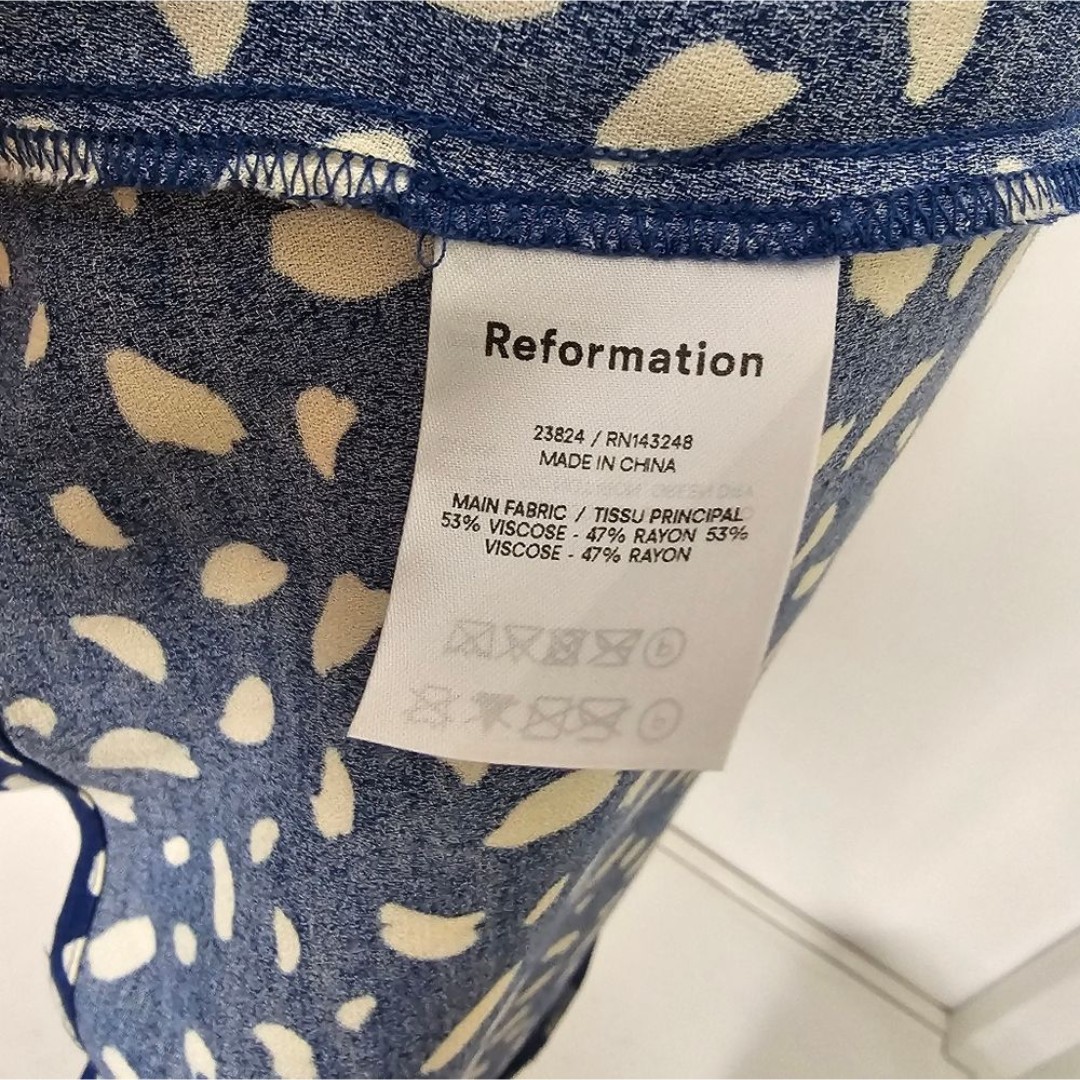 Reformation
23824 / RN143248
MADE IN CHINA
MAIN FABRIC / TISSU PRINCIPAL
53% VISCOSE - 47% RAYON 53%
VISCOSE - 47% RAYON